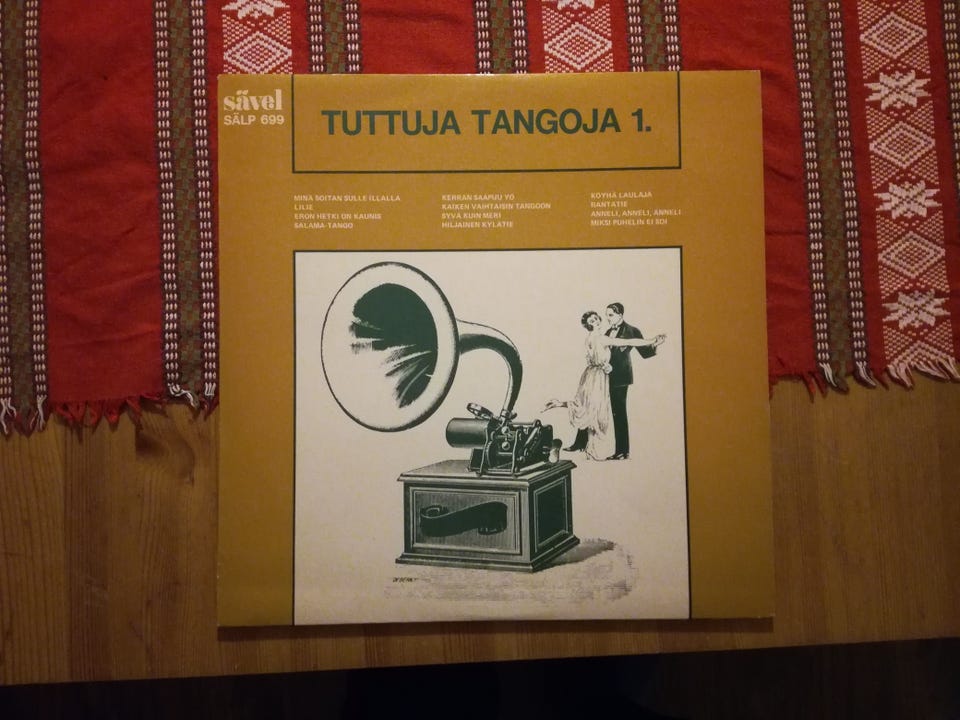 sävel
SÄLP 699
TUTTUJA TANGOJA 1.
MINÄ SOITAN SULLE ILLALLA
LILJE
ERON HETKI ON KAUNIS
SALAMA-TANGO
KERRAN SAAPUU YÖ
KAIKEN VAIHTAISIN TANGOON
SYVÄ KUIN MERI
HILJAINEN KYLÄTIE
KÖYHÄ LAULAJA
RANTATIE
ANNELI, ANNELI, ANNELI
MIKSI PUHELIN EI SOI